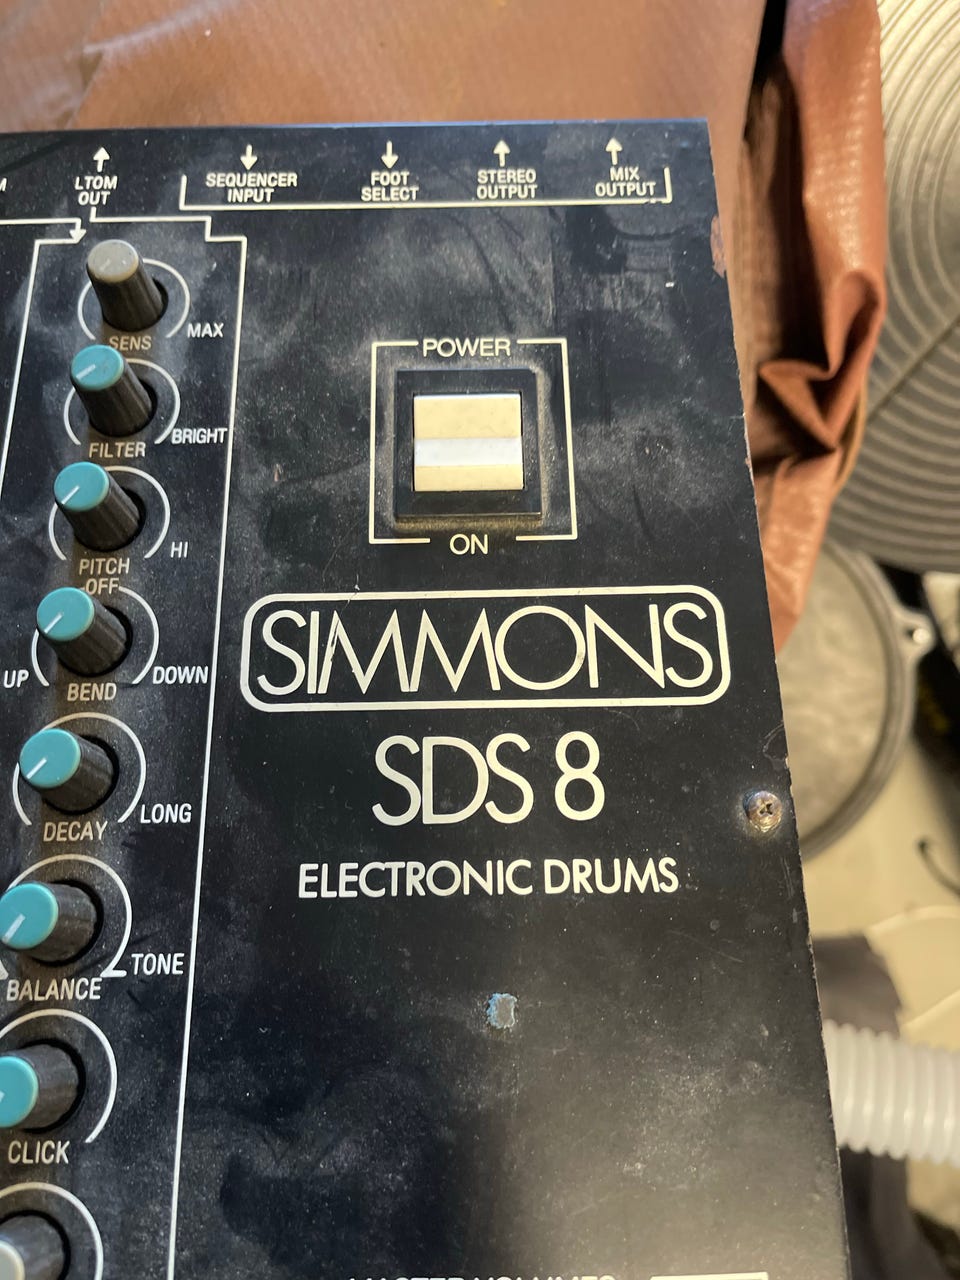 LTOM
OUT
SEQUENCER
INPUT
FOOT
SELECT
STEREO
OUTPUT
MIX
OUTPUT
SENS
MAX
FILTER
BRIGHT
PITCH
HI
OFF
UP
BEND
DOWN
DECAY
LONG
BALANCE
TONE
CLICK
POWER
ON
SIMMONS
SDS 8
ELECTRONIC DRUMS